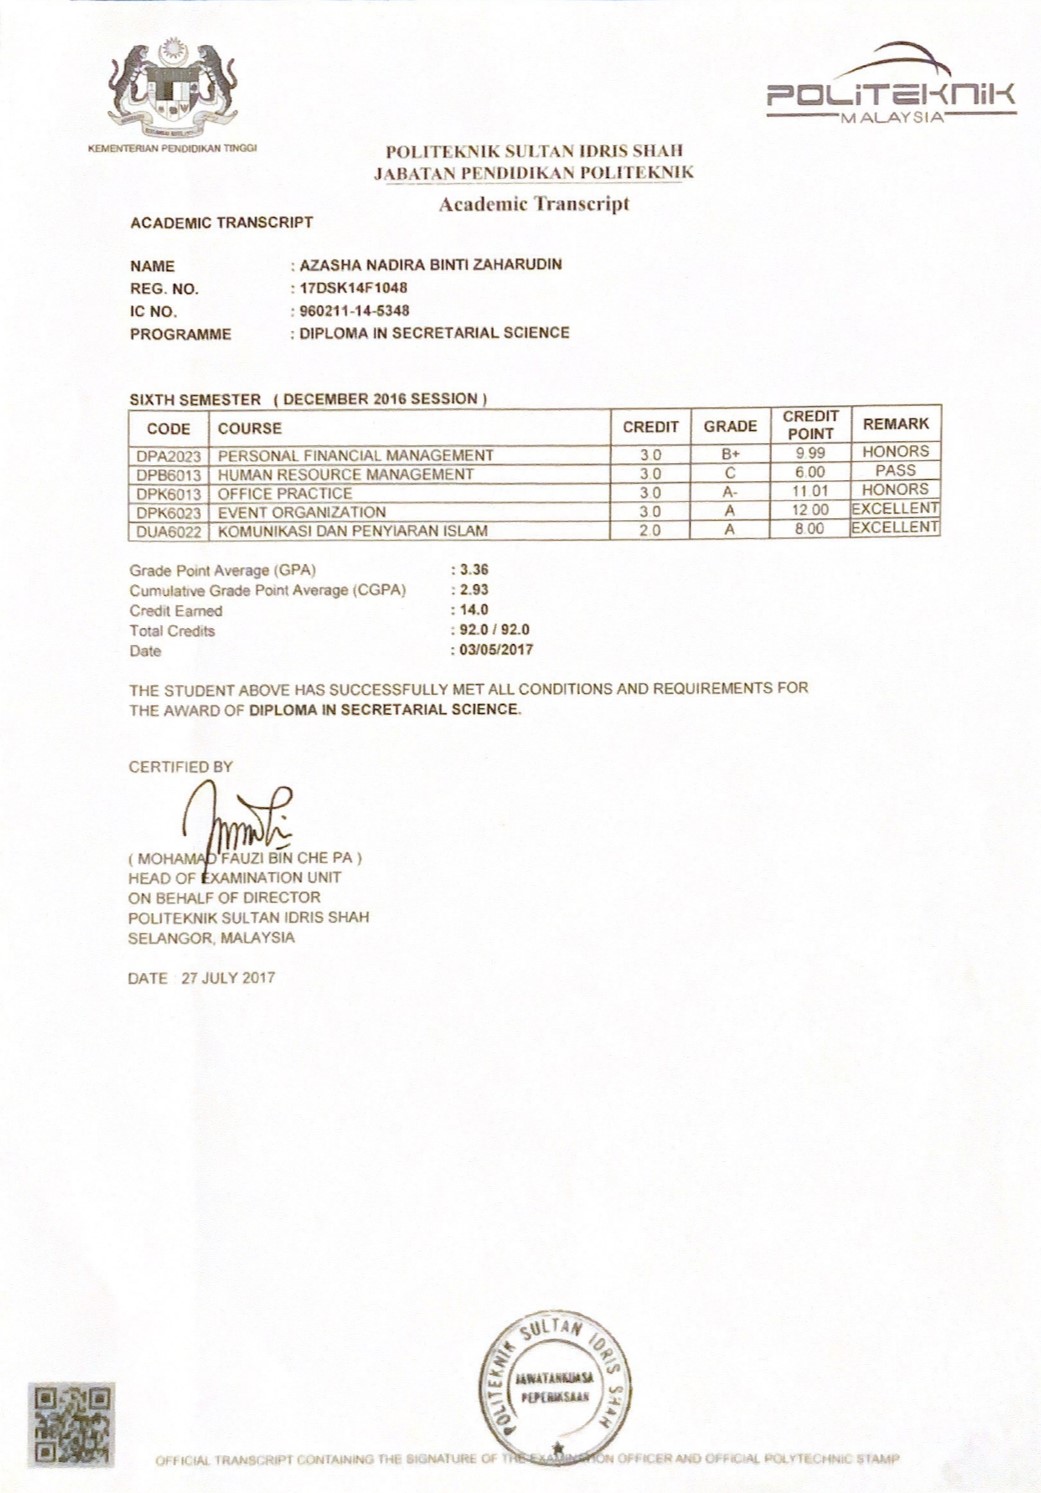 KEMENTERIAN PENDIDIKAN TINGGI
POLITEKNIK
MALAYSIA
POLITEKNIK SULTAN IDRIS SHAH
JABATAN PENDIDIKAN POLITEKNIK
Academic Transcript
ACADEMIC TRANSCRIPT
NAME : AZASHA NADIRA BINTI ZAHARUDIN
REG. NO. : 17DSK14F1048
IC NO. : 960211-14-5348
PROGRAMME : DIPLOMA IN SECRETARIAL SCIENCE
SIXTH SEMESTER ( DECEMBER 2016 SESSION )
CODE COURSE CREDIT GRADE CREDIT POINT REMARK
DPA2023 PERSONAL FINANCIAL MANAGEMENT 3.0 B+ 9.99 HONORS
DPB6013 HUMAN RESOURCE MANAGEMENT 3.0 C 6.00 PASS
DPK6013 OFFICE PRACTICE 3.0 A- 11.01 HONORS
DPK6023 EVENT ORGANIZATION 3.0 A 12.00 EXCELLENT
DUA6022 KOMUNIKASI DAN PENYIARAN ISLAM 2.0 A 8.00 EXCELLENT
Grade Point Average (GPA) : 3.36
Cumulative Grade Point Average (CGPA) : 2.93
Credit Earned : 14.0
Total Credits : 92.0 / 92.0
Date : 03/05/2017
THE STUDENT ABOVE HAS SUCCESSFULLY MET ALL CONDITIONS AND REQUIREMENTS FOR
THE AWARD OF DIPLOMA IN SECRETARIAL SCIENCE.
CERTIFIED BY
( MOHAMAD FAUZI BIN CHE PA )
HEAD OF EXAMINATION UNIT
ON BEHALF OF DIRECTOR
POLITEKNIK SULTAN IDRIS SHAH
SELANGOR, MALAYSIA
DATE 27 JULY 2017
POLITEKNIK SULTAN IDRIS SHAH
JAWATANKUASA
PEPERIKSAAN
OFFICIAL TRANSCRIPT CONTAINING THE SIGNATURE OF THE EXAMINATION OFFICER AND OFFICIAL POLYTECHNIC STAMP